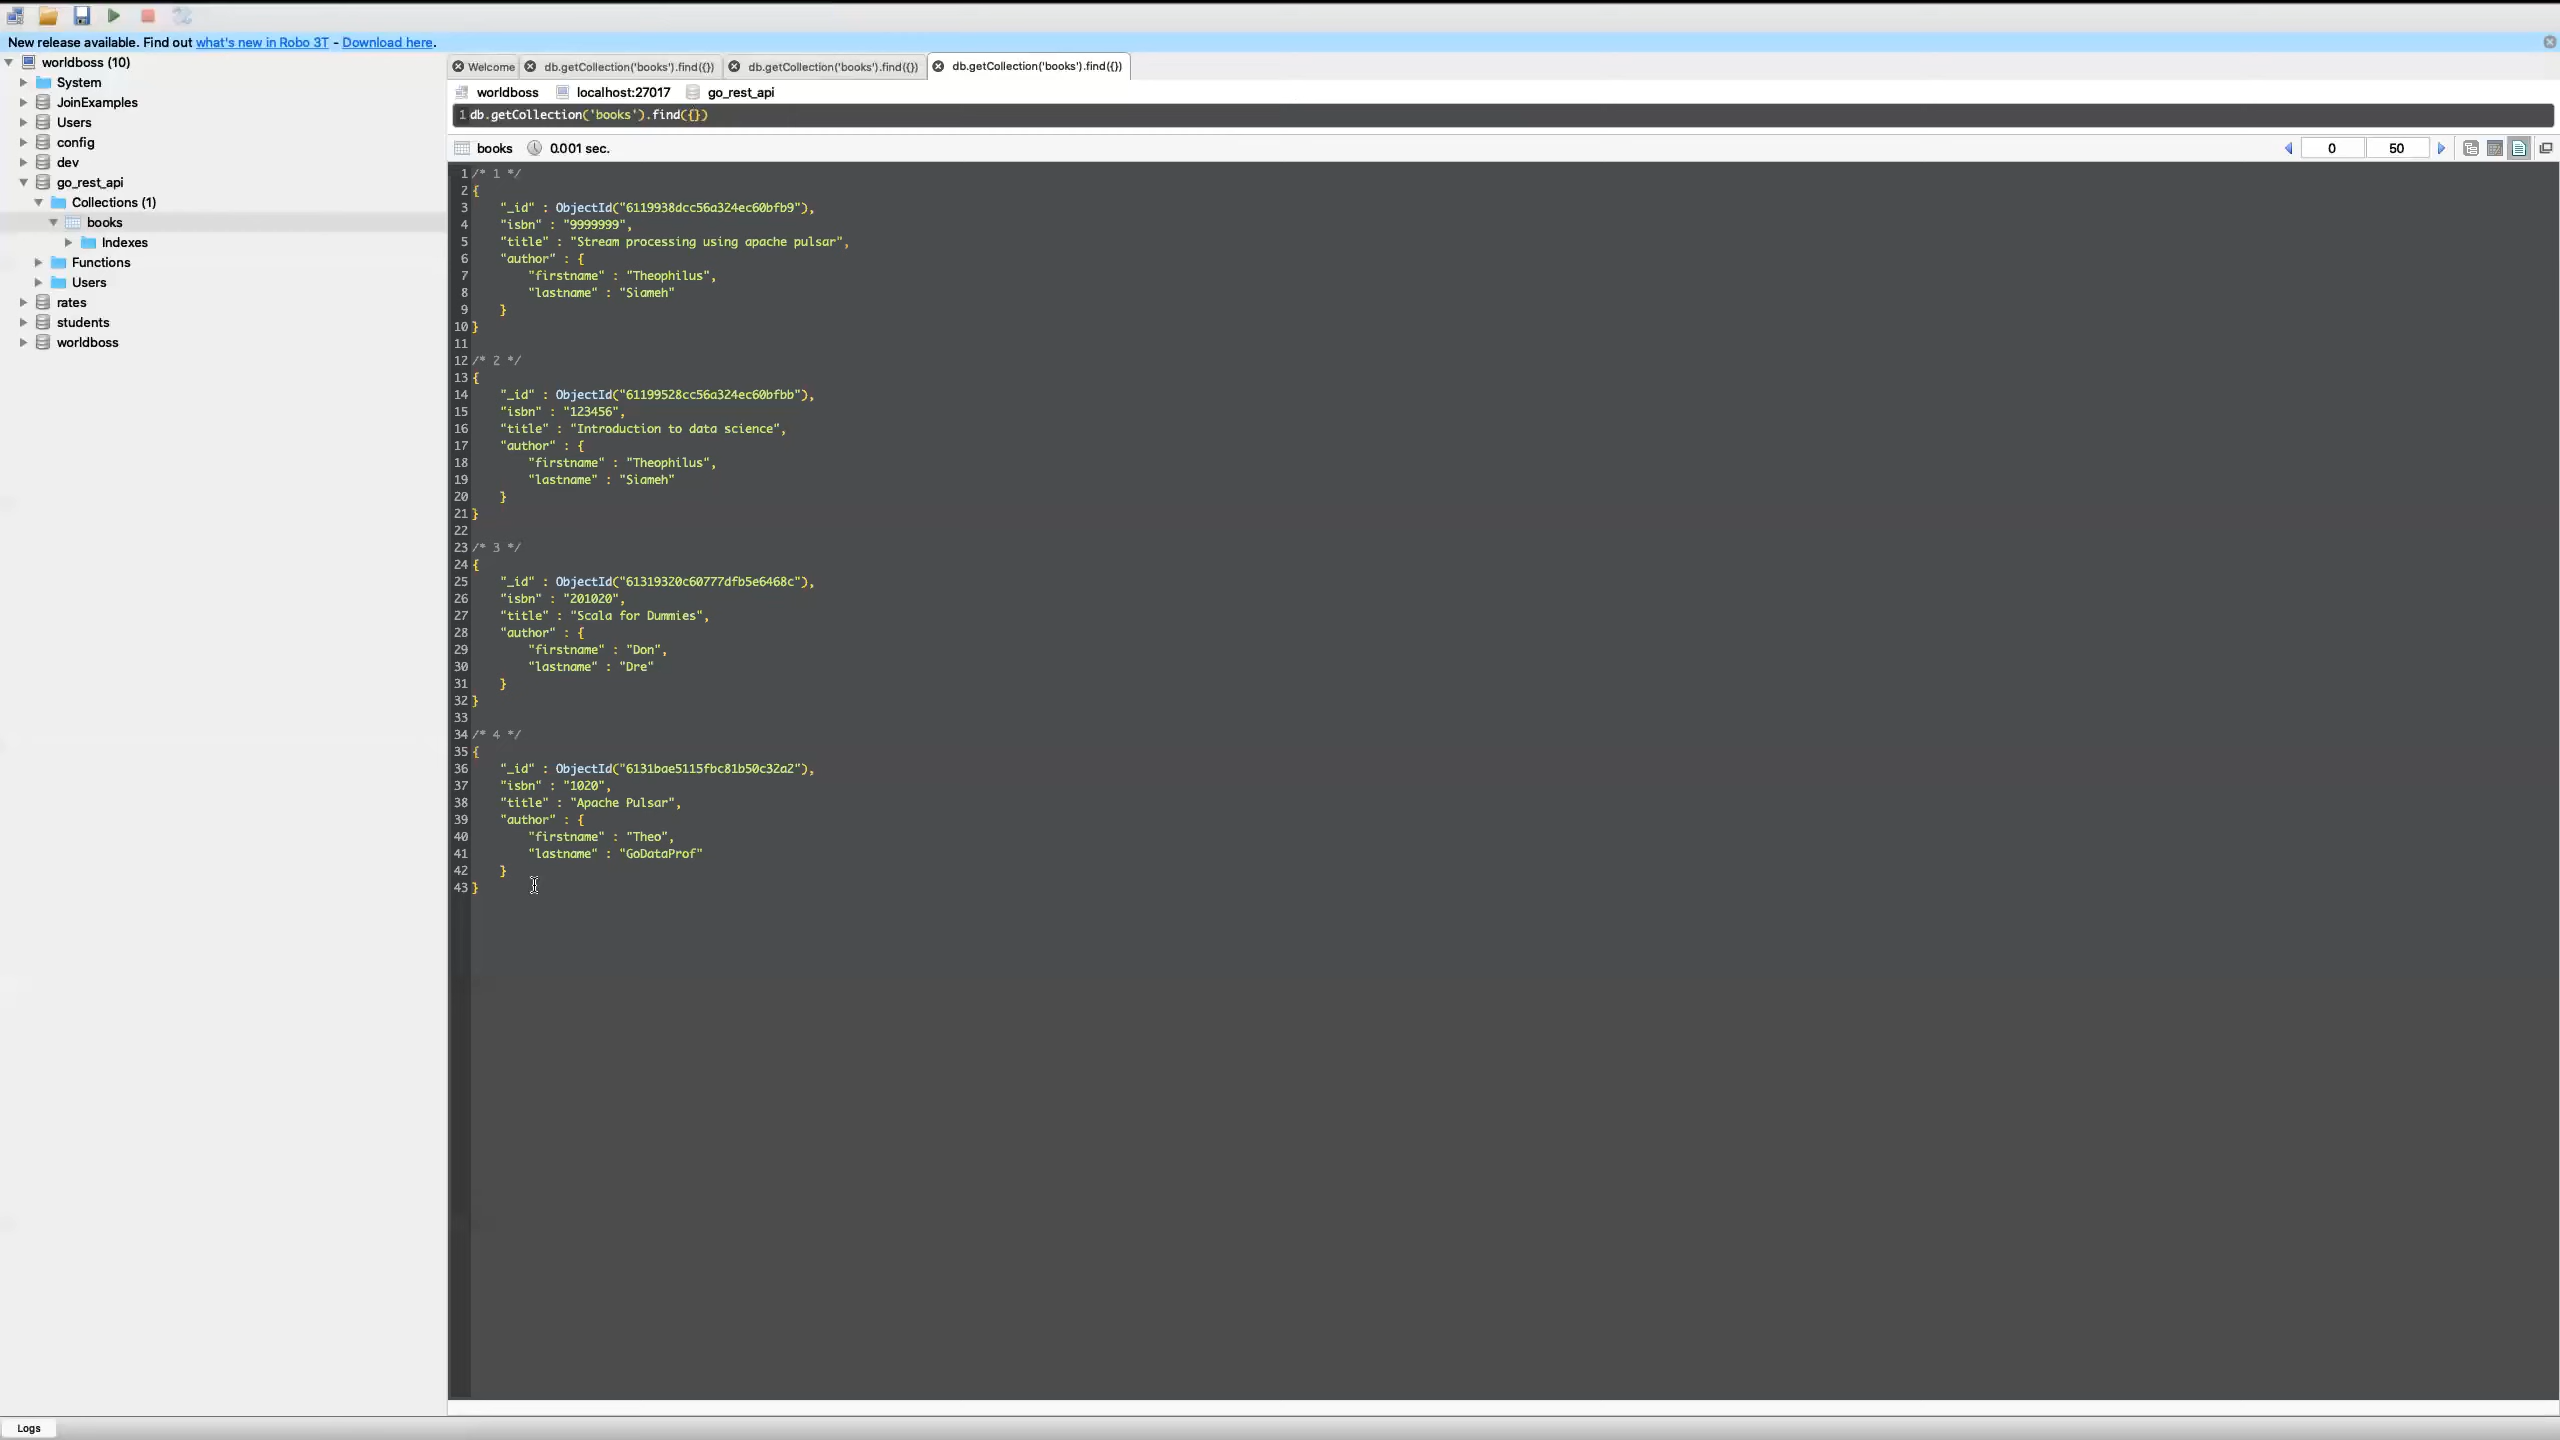 New release available. Find out what's new in Robo 3T - Download here.
worldboss (10)
System
JoinExamples
Users
config
dev
go_rest_api
Collections (1)
books
Indexes
Functions
Users
rates
students
worldboss
Welcome db.getCollection('books').find({}) db.getCollection('books').find({}) db.getCollection('books').find({})
worldboss localhost:27017 go_rest_api
1 db.getCollection('books').find({})
books 0.001 sec. 0 50
1 /* 1 */
2 {
3 "_id" : ObjectId("6119938dcc56a324ec60bfb9"),
4 "isbn" : "9999999",
5 "title" : "Stream processing using apache pulsar",
6 "author" : {
7 "firstname" : "Theophilus",
8 "lastname" : "Siameh"
9 }
10 }
11
12 /* 2 */
13 {
14 "_id" : ObjectId("61199528cc56a324ec60bfbb"),
15 "isbn" : "123456",
16 "title" : "Introduction to data science",
17 "author" : {
18 "firstname" : "Theophilus",
19 "lastname" : "Siameh"
20 }
21 }
22
23 /* 3 */
24 {
25 "_id" : ObjectId("61319320c60777dfb5e6468c"),
26 "isbn" : "201020",
27 "title" : "Scala for Dummies",
28 "author" : {
29 "firstname" : "Don",
30 "lastname" : "Dre"
31 }
32 }
33
34 /* 4 */
35 {
36 "_id" : ObjectId("6131bae5115fbc81b50c32a2"),
37 "isbn" : "1020",
38 "title" : "Apache Pulsar",
39 "author" : {
40 "firstname" : "Theo",
41 "lastname" : "GoDataProf"
42 }
43 }
Logs